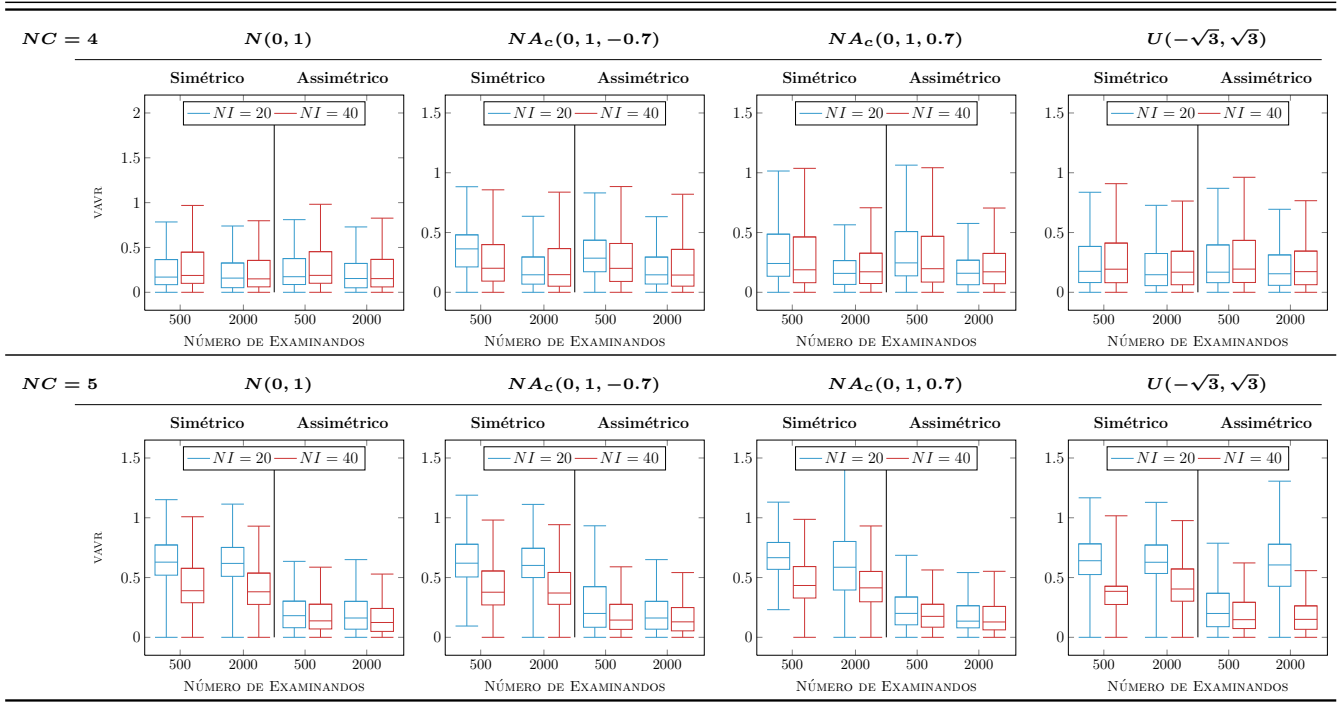 NC = 4 N(0, 1) NA_c(0, 1, −0.7) NA_c(0, 1, 0.7) U(−√3, √3)
Simétrico Assimétrico Simétrico Assimétrico Simétrico Assimétrico Simétrico Assimétrico
NI = 20 NI = 40 NI = 20 NI = 40 NI = 20 NI = 40 NI = 20 NI = 40
2 1.5 1.5 1.5
1.5
1 1 1
1
0.5 0.5 0.5
0.5
0 0 0 0
VAVR
500 2000 500 2000 500 2000 500 2000 500 2000 500 2000 500 2000 500 2000
Número de Examinandos Número de Examinandos Número de Examinandos Número de Examinandos
NC = 5 N(0, 1) NA_c(0, 1, −0.7) NA_c(0, 1, 0.7) U(−√3, √3)
Simétrico Assimétrico Simétrico Assimétrico Simétrico Assimétrico Simétrico Assimétrico
1.5 NI = 20 NI = 40 1.5 NI = 20 NI = 40 1.5 NI = 20 NI = 40 1.5 NI = 20 NI = 40
1 1 1 1
VAVR
0.5 0.5 0.5 0.5
0 0 0 0
500 2000 500 2000 500 2000 500 2000 500 2000 500 2000 500 2000 500 2000
Número de Examinandos Número de Examinandos Número de Examinandos Número de Examinandos